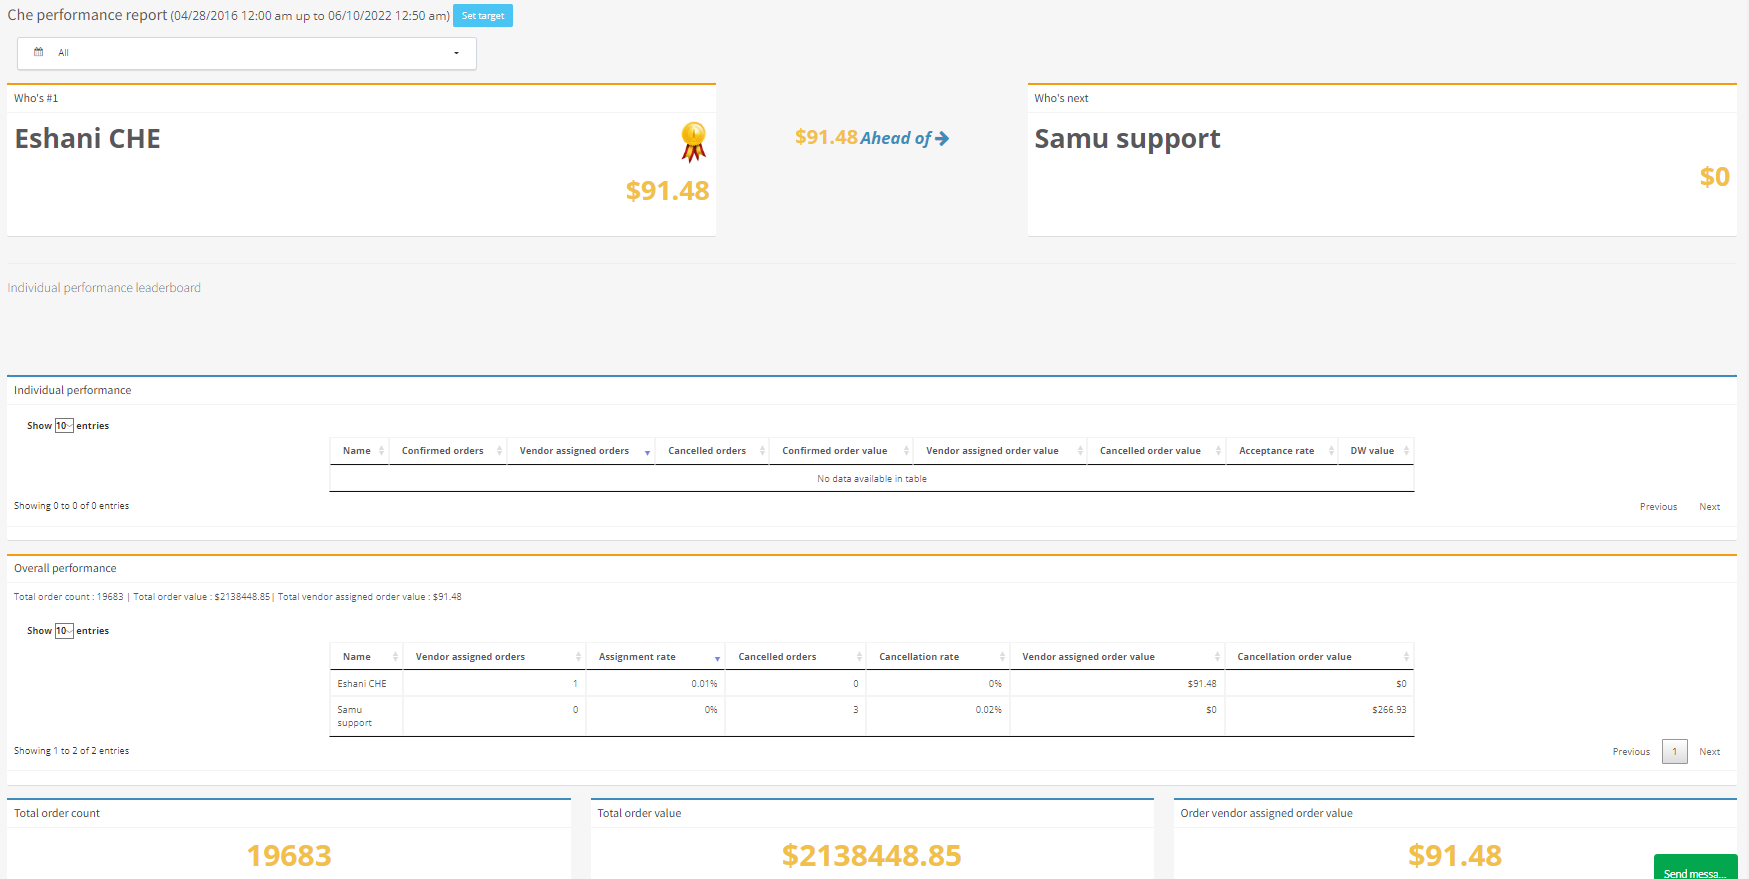 Che performance report (04/28/2016 12:00 am up to 06/10/2022 12:50 am) Set target
All
Who's #1
Eshani CHE
$91.48
$91.48 Ahead of
Who's next
Samu support
$0
Individual performance leaderboard
Individual performance
Show 10 entries
Name Confirmed orders Vendor assigned orders Cancelled orders Confirmed order value Vendor assigned order value Cancelled order value Acceptance rate DW value
No data available in table
Showing 0 to 0 of 0 entries Previous Next
Overall performance
Total order count : 19683 | Total order value : $2138448.85| Total vendor assigned order value : $91.48
Show 10 entries
Name Vendor assigned orders Assignment rate Cancelled orders Cancellation rate Vendor assigned order value Cancellation order value
Eshani CHE 1 0.01% 0 0% $91.48 $0
Samu support 0 0% 3 0.02% $0 $266.93
Showing 1 to 2 of 2 entries Previous 1 Next
Total order count
19683
Total order value
$2138448.85
Order vendor assigned order value
$91.48
Send messa...